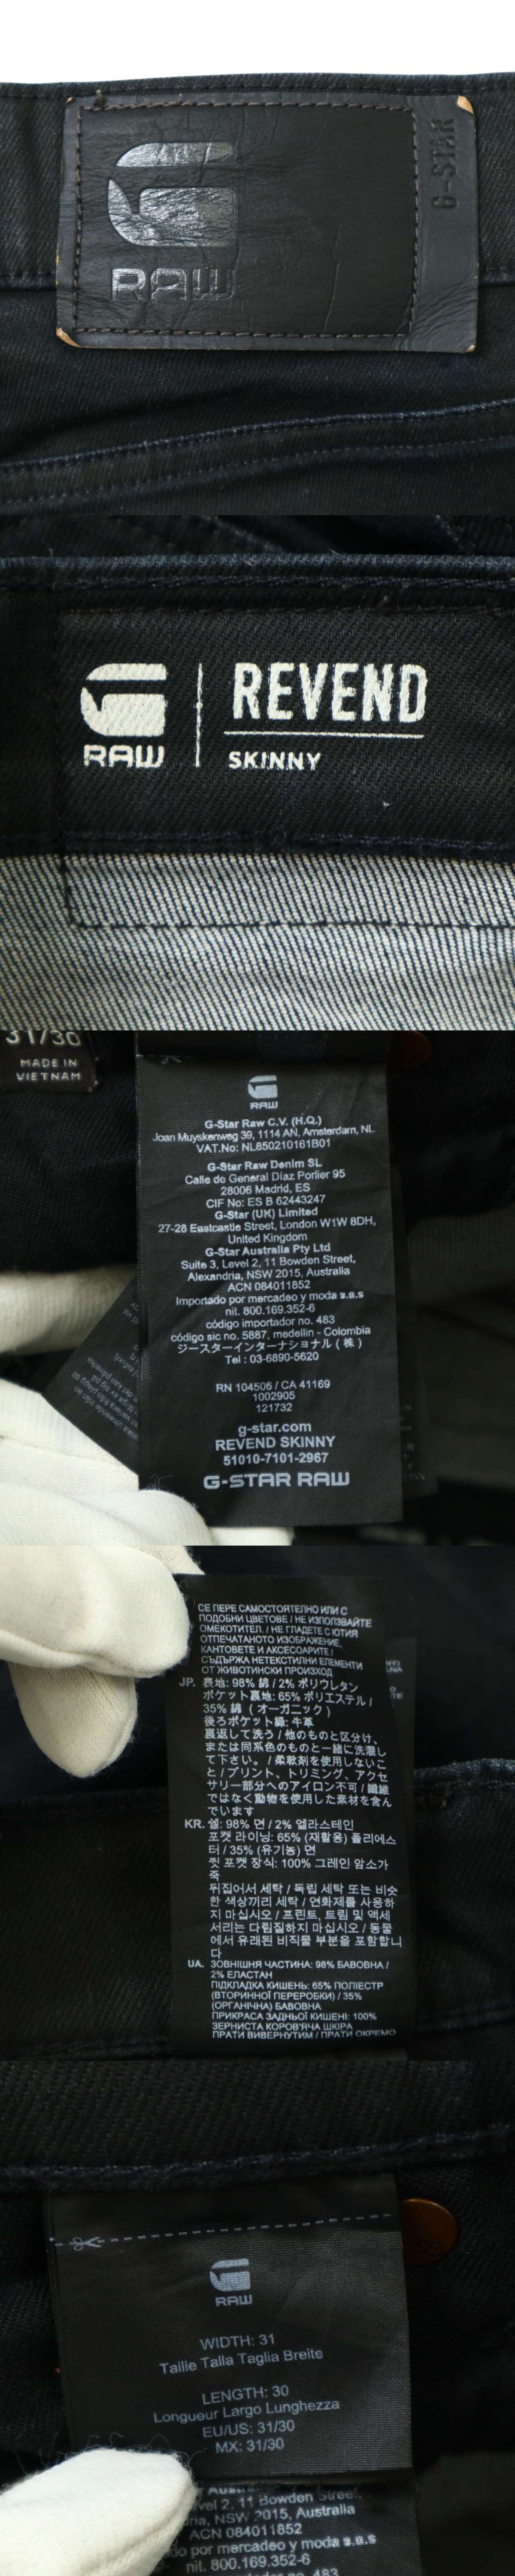 RAW
G-STAR
RAW
REVEND
SKINNY
31/30
MADE IN
VIETNAM
RAW
G-Star Raw C.V. (H.Q.)
Joan Muyskenweg 39, 1114 AN, Amsterdam, NL
VAT.No: NL850210161B01
G-Star Raw Denim SL
Calle de General Díaz Porlier 95
28006 Madrid, ES
CIF No: ES B 62443247
G-Star (UK) Limited
27-28 Eastcastle Street, London W1W 8DH,
United Kingdom
G-Star Australia Pty Ltd
Suite 3, Level 2, 11 Bowden Street,
Alexandria, NSW 2015, Australia
ACN 084011852
Importado por mercadeo y moda s.a.s
nit. 800.169.352-6
código importador no. 483
código sic no. 5887, medellin - Colombia
ジースターインターナショナル ( 株 )
Tel : 03-6890-5620
RN 104506 / CA 41169
1002905
121732
g-star.com
REVEND SKINNY
51010-7101-2967
G-STAR RAW
СЕ ПЕРЕ САМОСТОЯТЕЛНО ИЛИ С
ПОДОБНИ ЦВЕТОВЕ / НЕ ИЗПОЛЗВАЙТЕ
ОМЕКОТИТЕЛ. / НЕ ГЛАДЕТЕ С ЮТИЯ
ОТПЕЧАТАНОТО ИЗОБРАЖЕНИЕ,
КАНТОВЕТЕ И АКСЕСОАРИТЕ /
СЪДЪРЖА НЕТЕКСТИЛНИ ЕЛЕМЕНТИ
ОТ ЖИВОТИНСКИ ПРОИЗХОД
JP. 表地: 98% 綿 / 2% ポリウレタン
ポケット裏地: 65% ポリエステル /
35% 綿 （ オーガニック ）
後ろポケット縁: 牛革
裏返して洗う / 他のものと区分け、
または同系色のものと一緒に洗濯し
て下さい。 / 柔軟剤を使用しないこ
と / プリント、トリミング、アクセ
サリー部分へのアイロン不可 / 繊維
ではなく動物を使用した素材を含ん
でいます
KR. 쉘: 98% 면 / 2% 엘라스테인
포켓 라이닝: 65% (재활용) 폴리에스
터 / 35% (유기농) 면
뒷 포켓 장식: 100% 그레인 암소가
죽
뒤집어서 세탁 / 독립 세탁 또는 비슷
한 색상끼리 세탁 / 연화제를 사용하
지 마십시오 / 프린트, 트림 및 액세
서리는 다림질하지 마십시오 / 동물
에서 유래된 비직물 부분을 포함합니
다
UA. ЗОВНІШНЯ ЧАСТИНА: 98% БАВОВНА /
2% ЕЛАСТАН
ПІДКЛАДКА КИШЕНЬ: 65% ПОЛІЕСТР
(ВТОРИННОЇ ПЕРЕРОБКИ) / 35%
(ОРГАНІЧНА) БАВОВНА
ПРИКРАСА ЗАДНЬОЇ КИШЕНІ: 100%
ЗЕРНИСТА КОРОВ'ЯЧА ШКІРА
ПРАТИ ВИВЕРНУТИМ / ПРАТИ ОКРЕМО
RAW
WIDTH: 31
Taille Talla Taglia Breite
LENGTH: 30
Longueur Largo Lunghezza
EU/US: 31/30
MX: 31/30
vel 2, 11 Bowden Street,
ria, NSW 2015, Australia
ACN 084011852
do por mercadeo y moda s.a.s
nit. 800.169.352-6